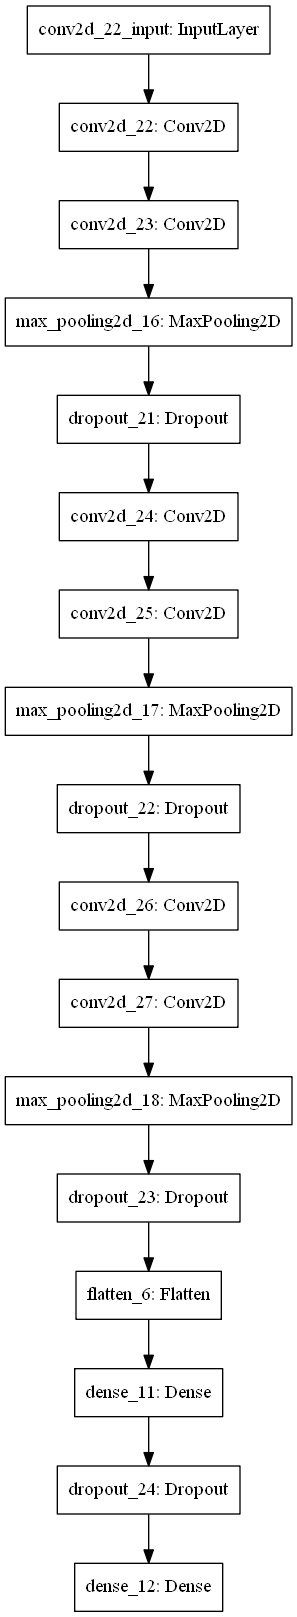 conv2d_22_input: InputLayer
conv2d_22: Conv2D
conv2d_23: Conv2D
max_pooling2d_16: MaxPooling2D
dropout_21: Dropout
conv2d_24: Conv2D
conv2d_25: Conv2D
max_pooling2d_17: MaxPooling2D
dropout_22: Dropout
conv2d_26: Conv2D
conv2d_27: Conv2D
max_pooling2d_18: MaxPooling2D
dropout_23: Dropout
flatten_6: Flatten
dense_11: Dense
dropout_24: Dropout
dense_12: Dense